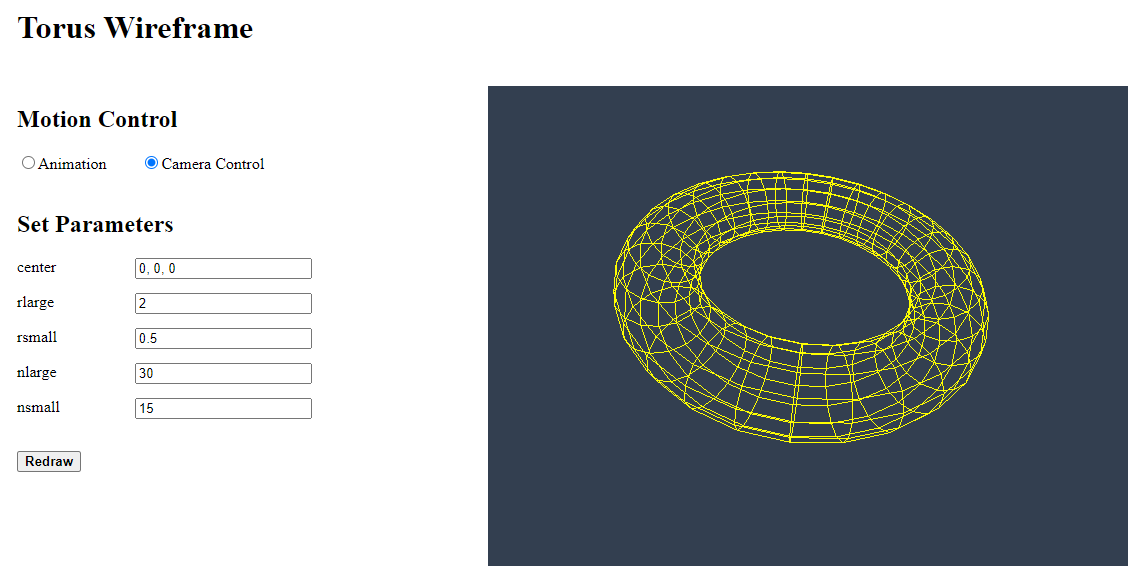 Torus Wireframe
Motion Control
Animation Camera Control
Set Parameters
center 0, 0, 0
rlarge 2
rsmall 0.5
nlarge 30
nsmall 15
Redraw